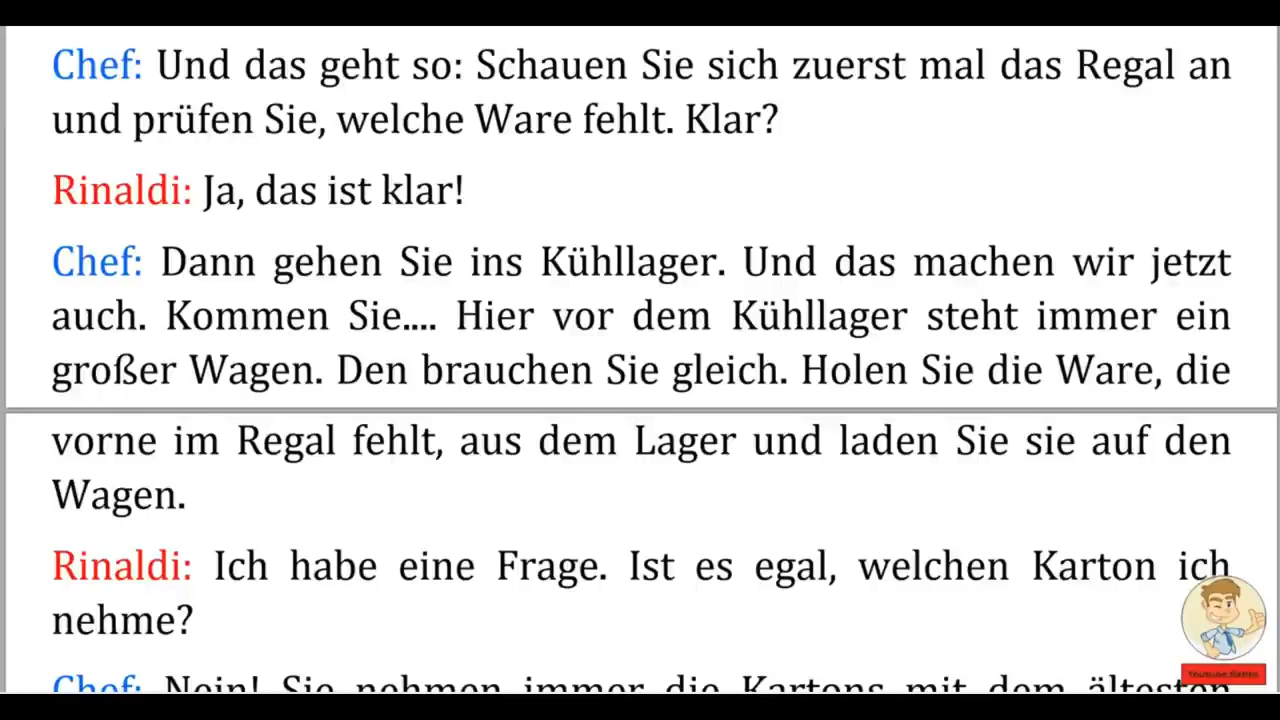 Chef: Und das geht so: Schauen Sie sich zuerst mal das Regal an
und prüfen Sie, welche Ware fehlt. Klar?
Rinaldi: Ja, das ist klar!
Chef: Dann gehen Sie ins Kühllager. Und das machen wir jetzt
auch. Kommen Sie.... Hier vor dem Kühllager steht immer ein
großer Wagen. Den brauchen Sie gleich. Holen Sie die Ware, die
vorne im Regal fehlt, aus dem Lager und laden Sie sie auf den
Wagen.
Rinaldi: Ich habe eine Frage. Ist es egal, welchen Karton ich
nehme?
Chef: Nein! Sie nehmen immer die Kartons mit dem ältesten